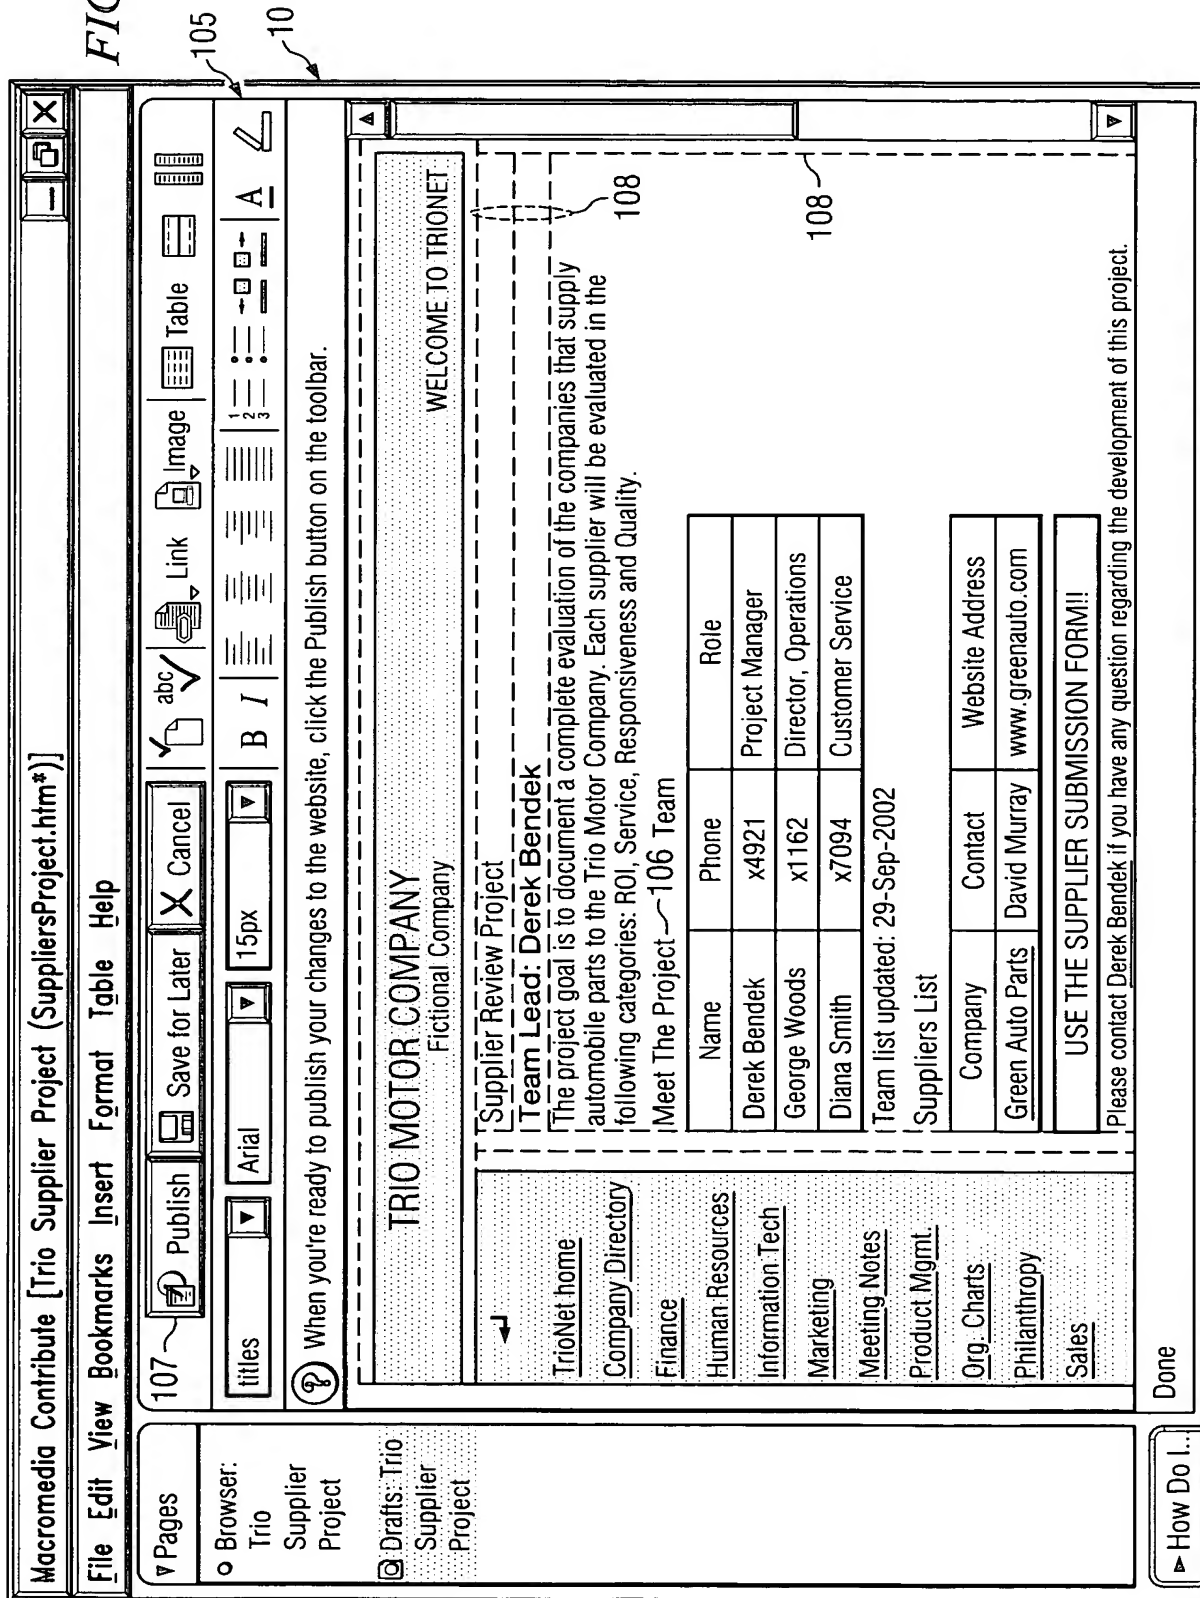 FIG
105
10
Macromedia Contribute [Trio Supplier Project (SuppliersProject.htm*)]
File Edit View Bookmarks Insert Format Table Help
Pages
Browser:
Trio
Supplier
Project
Drafts: Trio
Supplier
Project
How Do I...
107
Publish
Save for Later
Cancel
abc
Link
Image
Table
titles
Arial
15px
B I
1
2
3
A
When you're ready to publish your changes to the website, click the Publish button on the toolbar.
TRIO MOTOR COMPANY
Fictional Company
WELCOME TO TRIONET
TrioNet home
Company Directory
Finance
Human Resources
Information Tech
Marketing
Meeting Notes
Product Mgmt.
Org. Charts
Philanthropy
Sales
Supplier Review Project
Team Lead: Derek Bendek
The project goal is to document a complete evaluation of the companies that supply
automobile parts to the Trio Motor Company. Each supplier will be evaluated in the
following categories: ROI, Service, Responsiveness and Quality.
108
108
Meet The Project 106 Team
Name Phone Role
Derek Bendek x4921 Project Manager
George Woods x1162 Director, Operations
Diana Smith x7094 Customer Service
Team list updated: 29-Sep-2002
Suppliers List
Company Contact Website Address
Green Auto Parts David Murray www.greenauto.com
USE THE SUPPLIER SUBMISSION FORM!!
Please contact Derek Bendek if you have any question regarding the development of this project.
Done